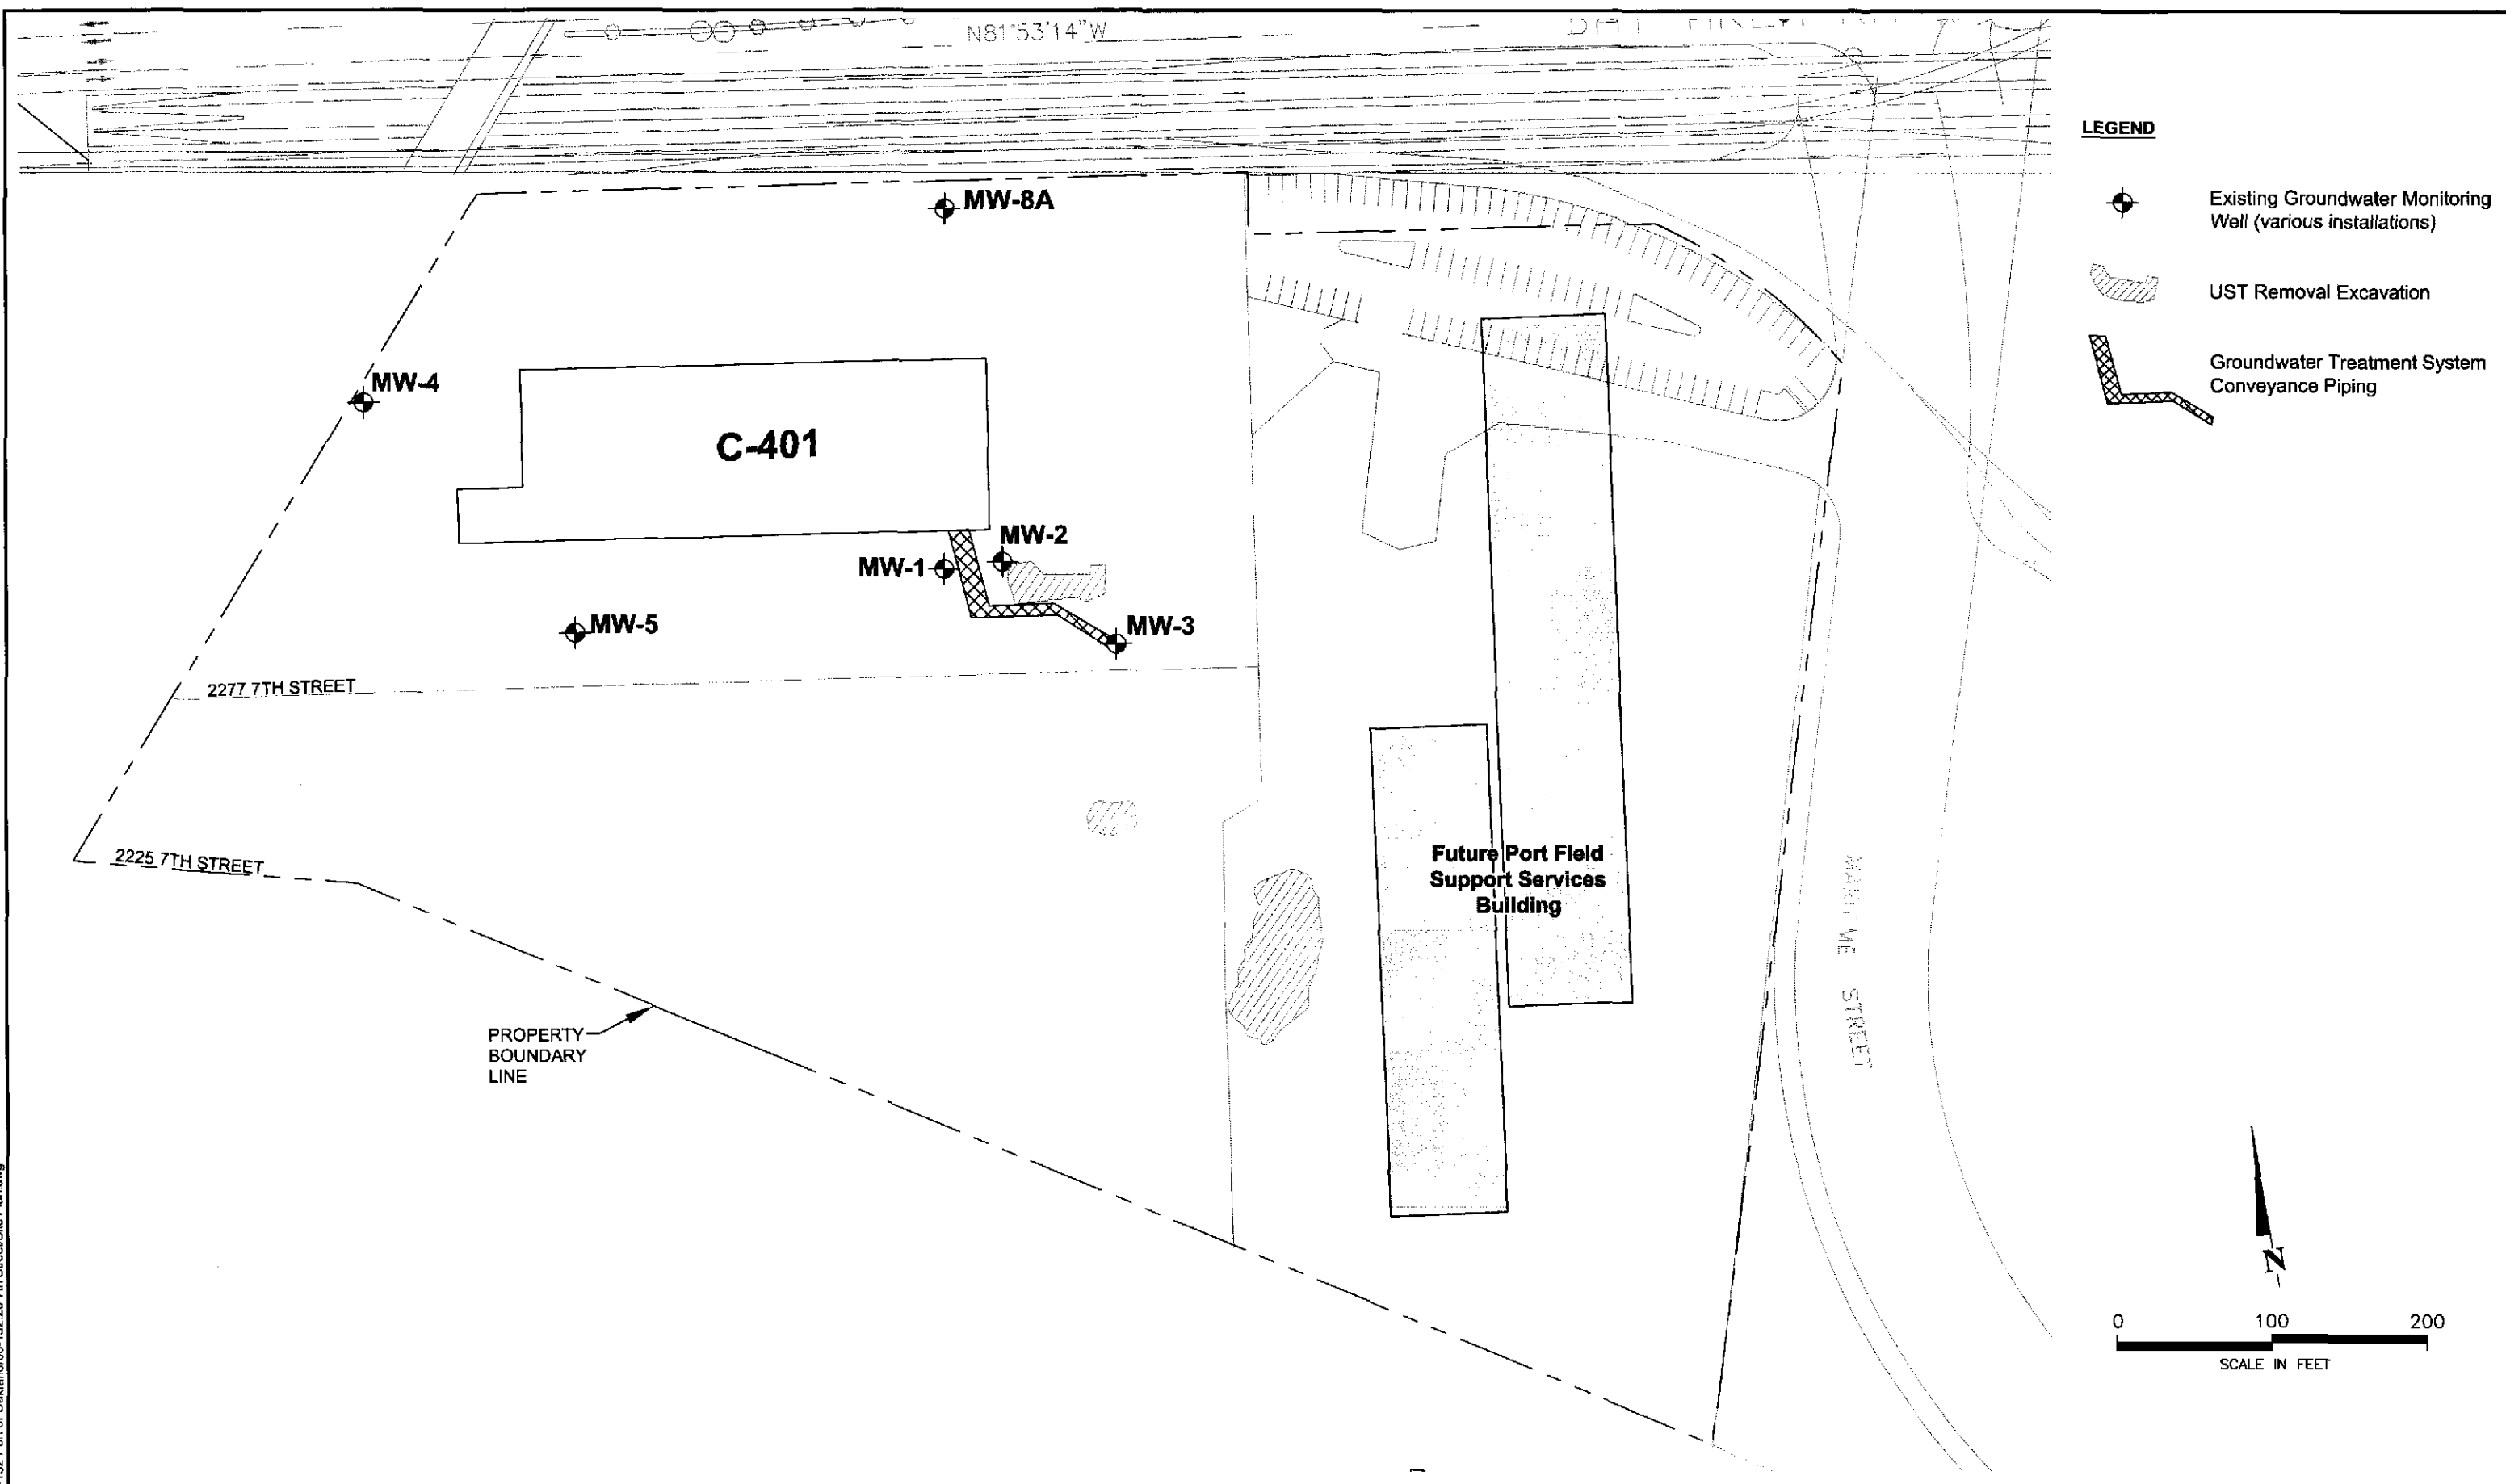 N81°53'14"W
LEGEND
Existing Groundwater Monitoring
Well (various installations)
UST Removal Excavation
Groundwater Treatment System
Conveyance Piping
MW-8A
MW-4
C-401
MW-2
MW-1
MW-5
MW-3
2277 7TH STREET
2225 7TH STREET
Future Port Field
Support Services
Building
STREET
PROPERTY
BOUNDARY
LINE
N
0 100 200
SCALE IN FEET